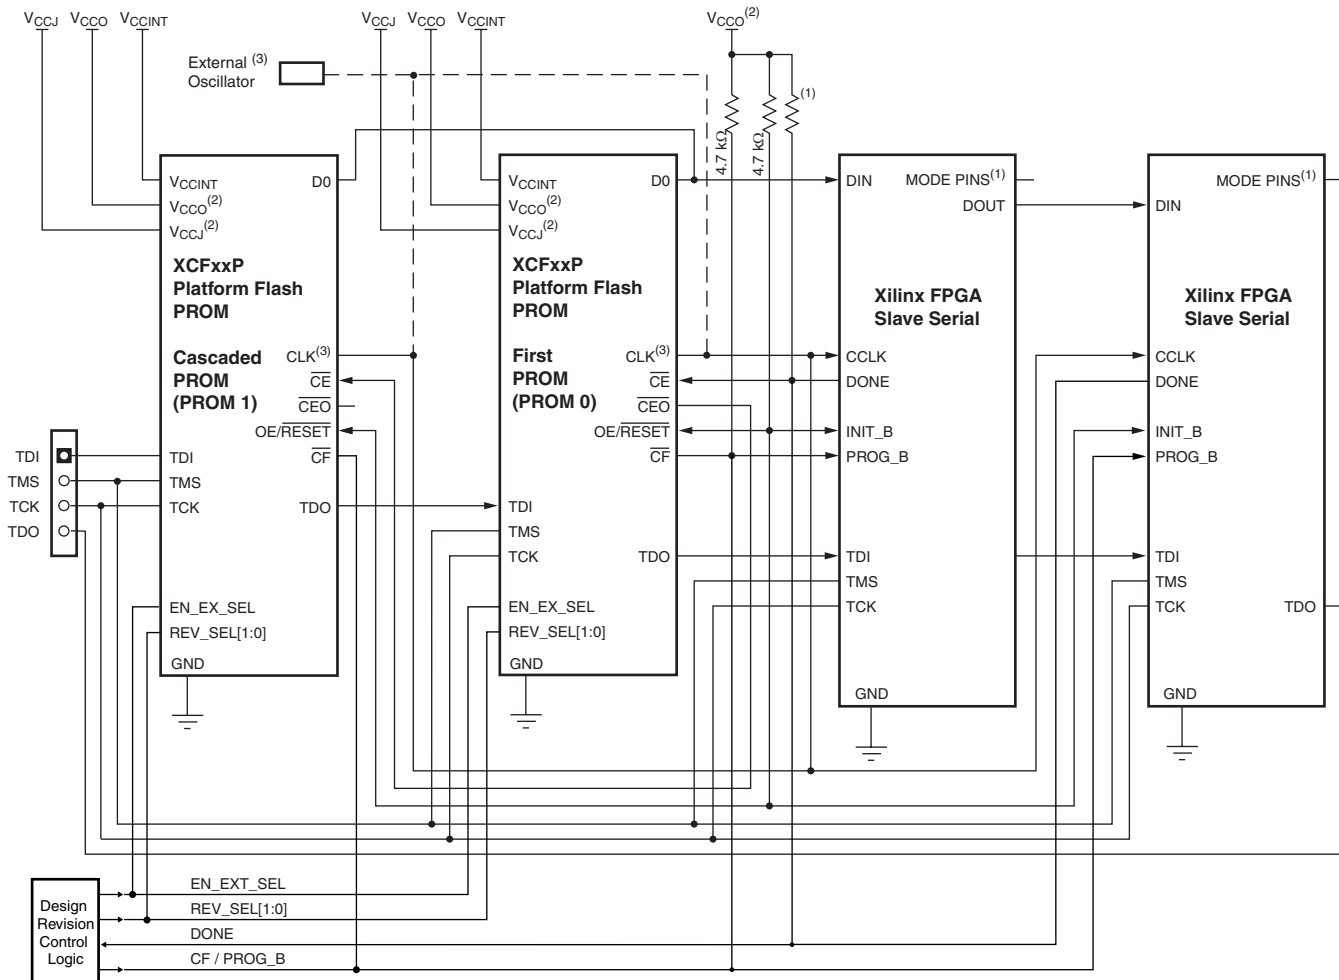 VCCJ VCCO VCCINT
VCCJ VCCO VCCINT
VCCO(2)
External (3)
Oscillator
(1)
4.7 kΩ
4.7 kΩ
VCCINT
VCCO(2)
VCCJ(2)
D0
XCFxxP
Platform Flash
PROM
Cascaded
PROM
(PROM 1)
CLK(3)
CE
CEO
OE/RESET
CF
TDI
TMS
TCK
TDO
EN_EX_SEL
REV_SEL[1:0]
GND
TDI
TMS
TCK
TDO
VCCINT
VCCO(2)
VCCJ(2)
D0
XCFxxP
Platform Flash
PROM
First
PROM
(PROM 0)
CLK(3)
CE
CEO
OE/RESET
CF
TDI
TMS
TCK
TDO
EN_EX_SEL
REV_SEL[1:0]
GND
DIN
MODE PINS(1)
DOUT
Xilinx FPGA
Slave Serial
CCLK
DONE
INIT_B
PROG_B
TDI
TMS
TCK
GND
MODE PINS(1)
DIN
Xilinx FPGA
Slave Serial
CCLK
DONE
INIT_B
PROG_B
TDI
TMS
TCK
TDO
GND
Design
Revision
Control
Logic
EN_EXT_SEL
REV_SEL[1:0]
DONE
CF / PROG_B